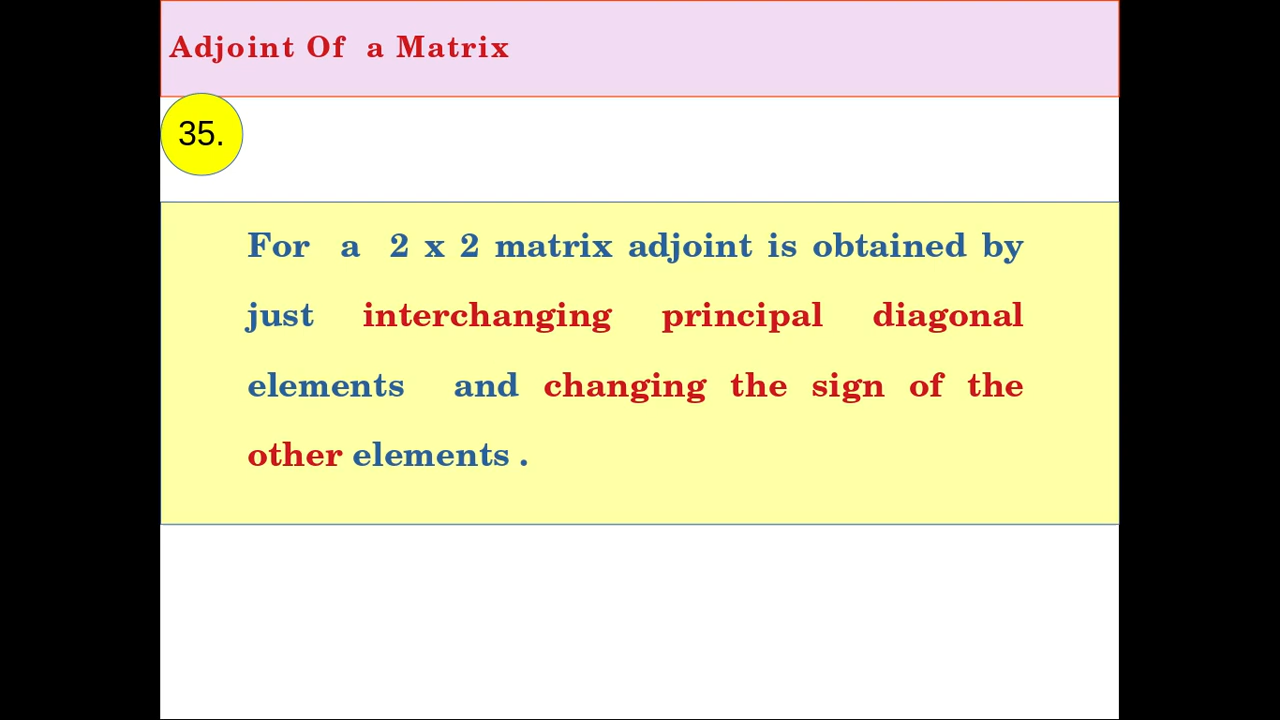 Adjoint Of a Matrix
35.
For a 2 x 2 matrix adjoint is obtained by
just interchanging principal diagonal
elements and changing the sign of the
other elements .